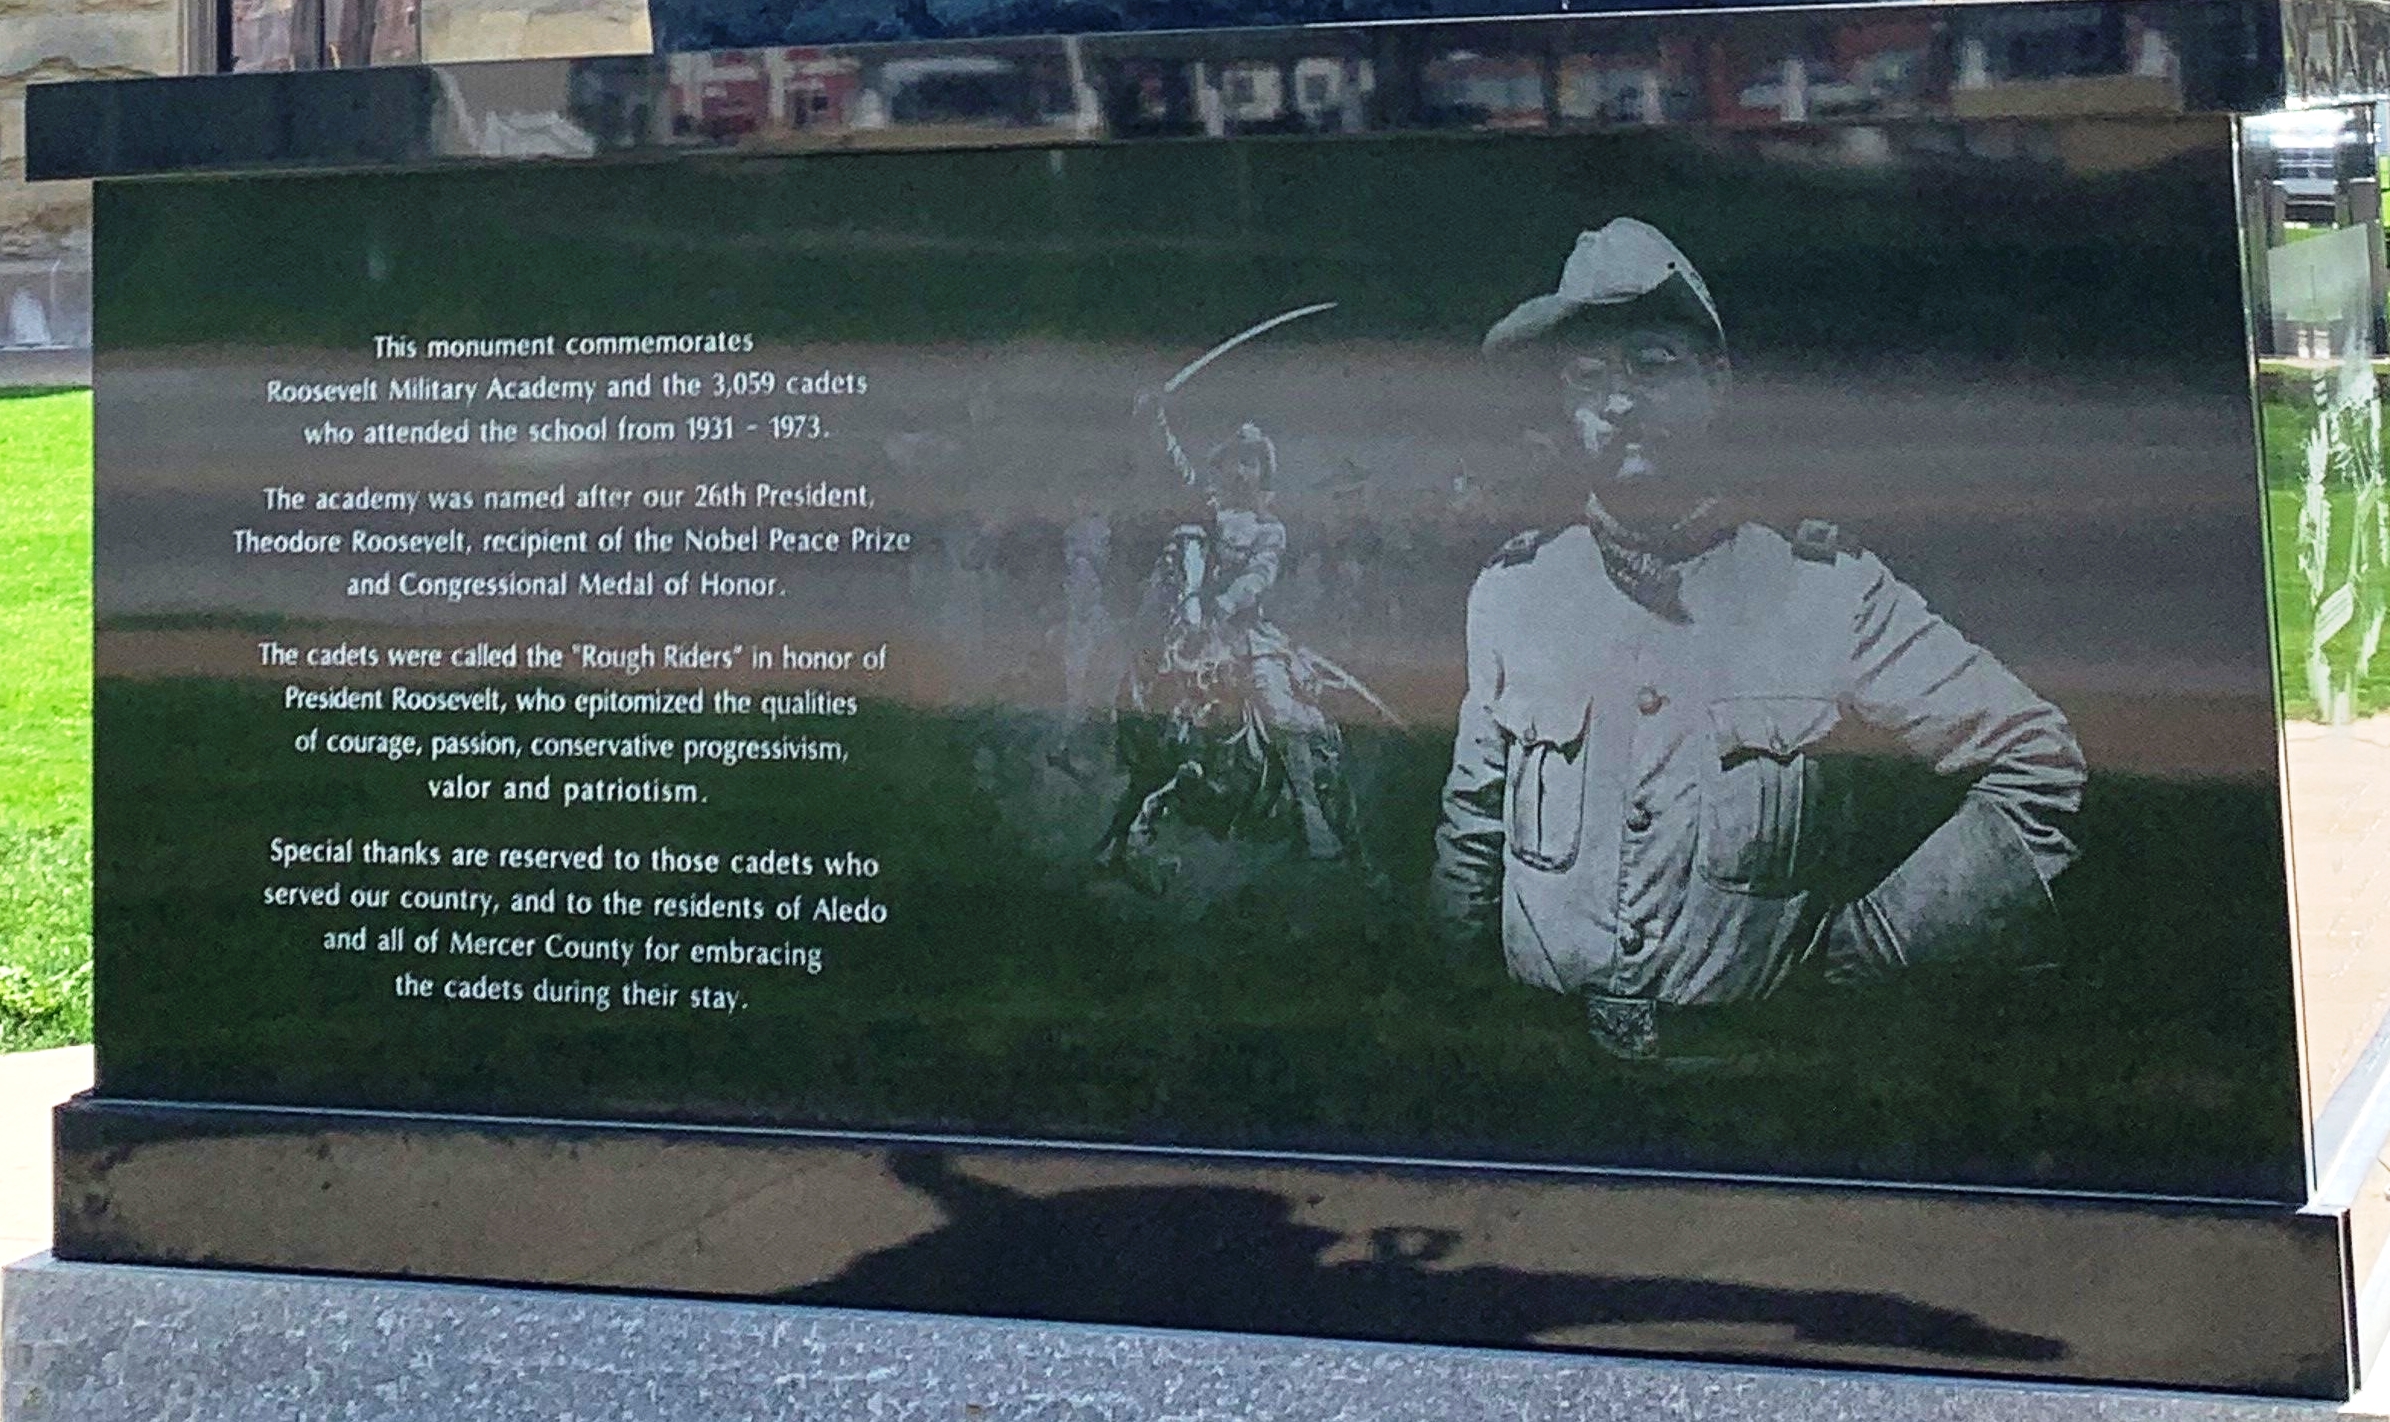 This monument commemorates
Roosevelt Military Academy and the 3,059 cadets
who attended the school from 1931 - 1973.
The academy was named after our 26th President,
Theodore Roosevelt, recipient of the Nobel Peace Prize
and Congressional Medal of Honor.
The cadets were called the "Rough Riders" in honor of
President Roosevelt, who epitomized the qualities
of courage, passion, conservative progressivism,
valor and patriotism.
Special thanks are reserved to those cadets who
served our country, and to the residents of Aledo
and all of Mercer County for embracing
the cadets during their stay.